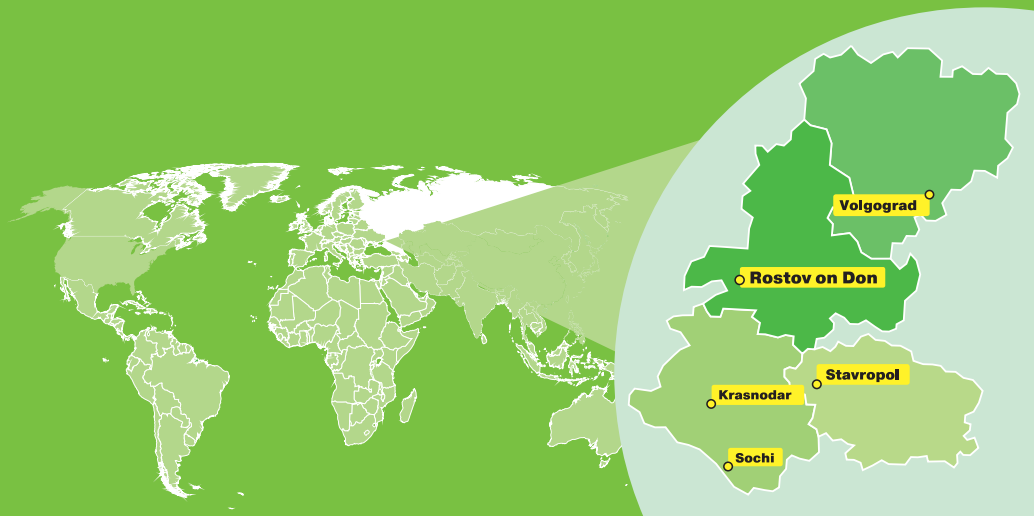 Volgograd
Rostov on Don
Stavropol
Krasnodar
Sochi